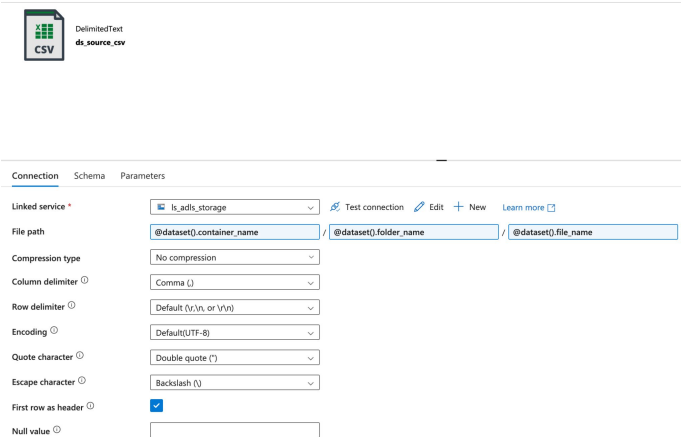 CSV
DelimitedText
ds_source_csv
Connection Schema Parameters
Linked service * ls_adls_storage Test connection Edit New Learn more
File path @dataset().container_name / @dataset().folder_name / @dataset().file_name
Compression type No compression
Column delimiter Comma (,)
Row delimiter Default (\r,\n, or \r\n)
Encoding Default(UTF-8)
Quote character Double quote (")
Escape character Backslash (\)
First row as header
Null value